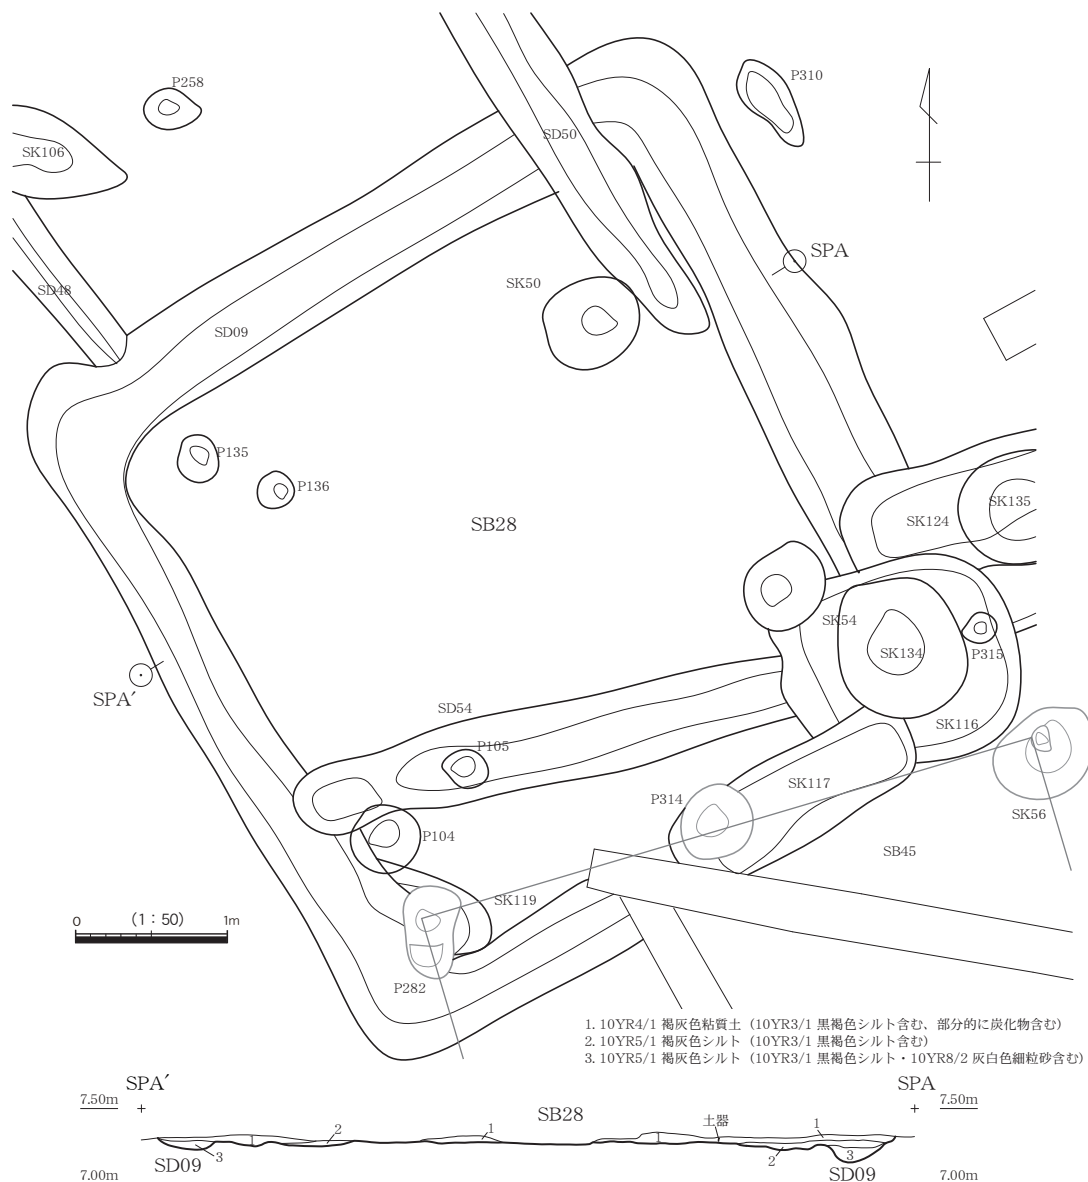 P258
P310
SD50
SK106
SPA
SK50
SD48
SD09
P135
P136
SK135
SK124
SB28
SK54
SK134
P315
SPA′
SD54
SK116
P105
SK117
P314
SK56
P104
SB45
SK119
0 （1：50） 1m
P282
1. 10YR4/1 褐灰色粘質土（10YR3/1 黒褐色シルト含む、部分的に炭化物含む）
2. 10YR5/1 褐灰色シルト（10YR3/1 黒褐色シルト含む）
3. 10YR5/1 褐灰色シルト（10YR3/1 黒褐色シルト・10YR8/2 灰白色細粒砂含む）
SPA′ SPA
7.50m 7.50m
SB28
土器
1 2 1 1 1
3 2 3
SD09 SD09
7.00m 7.00m